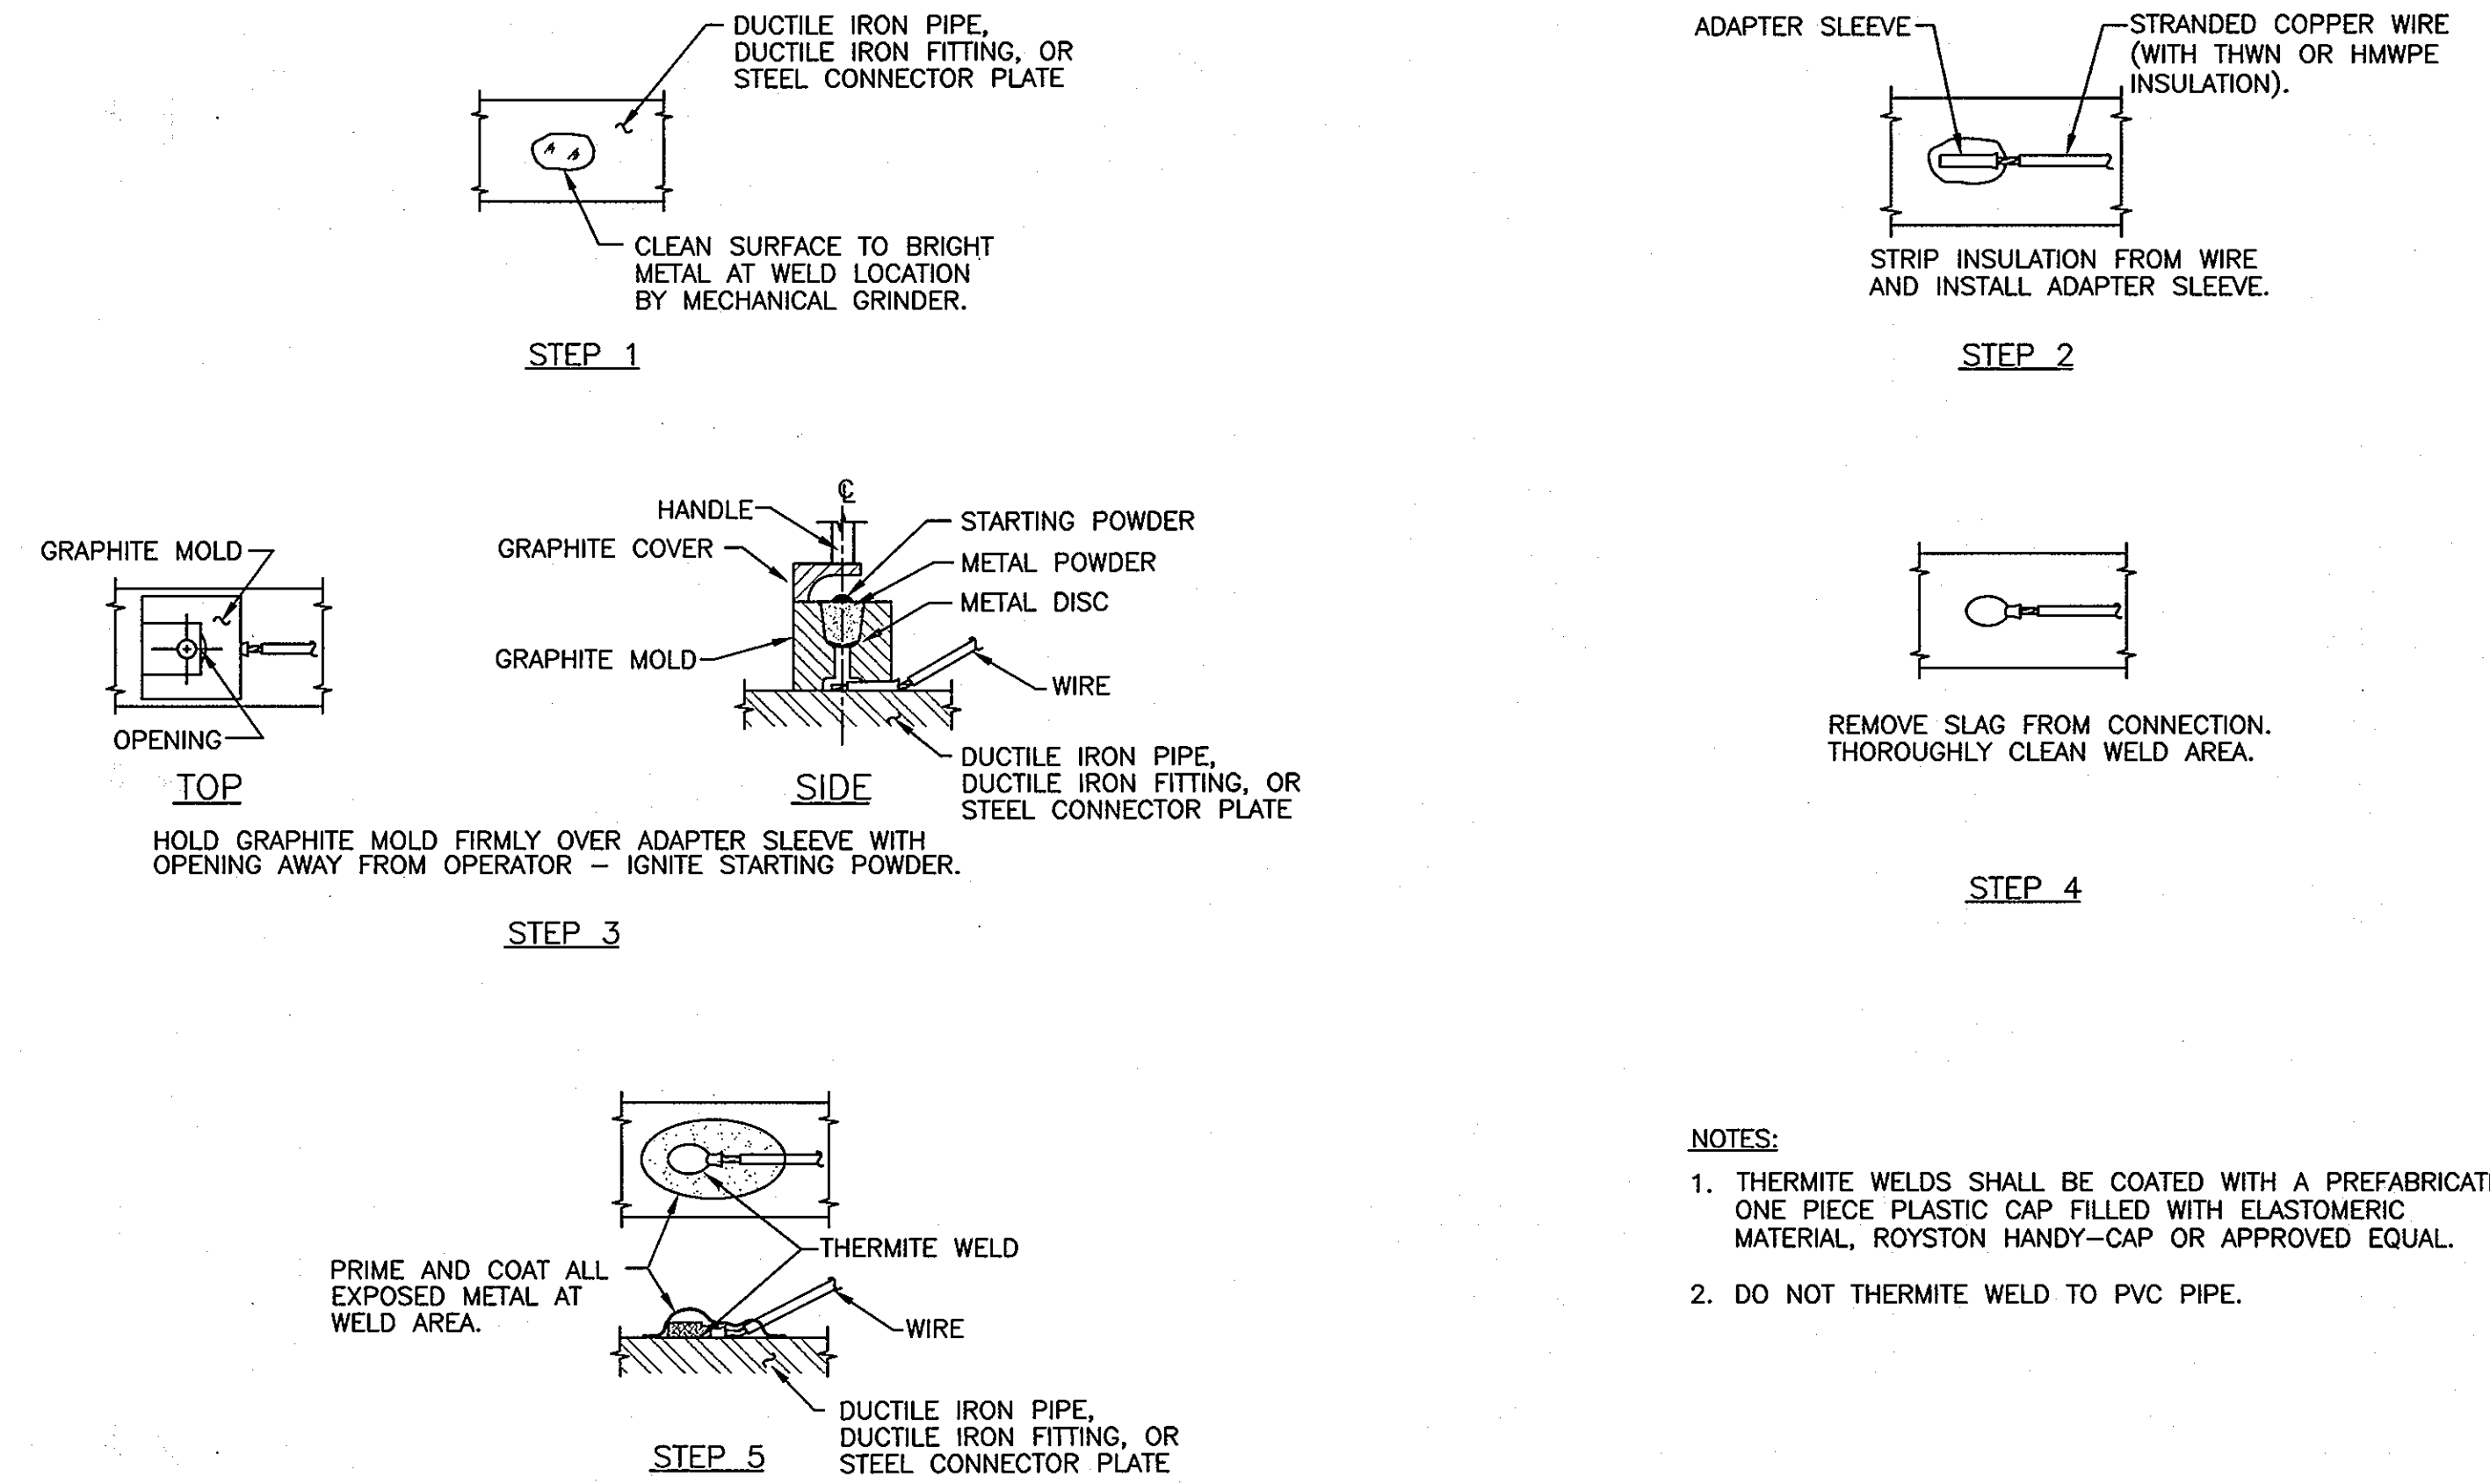 DUCTILE IRON PIPE,
DUCTILE IRON FITTING, OR
STEEL CONNECTOR PLATE
CLEAN SURFACE TO BRIGHT
METAL AT WELD LOCATION
BY MECHANICAL GRINDER.
STEP 1
ADAPTER SLEEVE
STRANDED COPPER WIRE
(WITH THWN OR HMWPE
INSULATION).
STRIP INSULATION FROM WIRE
AND INSTALL ADAPTER SLEEVE.
STEP 2
GRAPHITE MOLD
OPENING
TOP
HANDLE
GRAPHITE COVER
GRAPHITE MOLD
STARTING POWDER
METAL POWDER
METAL DISC
WIRE
DUCTILE IRON PIPE,
DUCTILE IRON FITTING, OR
STEEL CONNECTOR PLATE
SIDE
HOLD GRAPHITE MOLD FIRMLY OVER ADAPTER SLEEVE WITH
OPENING AWAY FROM OPERATOR – IGNITE STARTING POWDER.
STEP 3
REMOVE SLAG FROM CONNECTION.
THOROUGHLY CLEAN WELD AREA.
STEP 4
PRIME AND COAT ALL
EXPOSED METAL AT
WELD AREA.
THERMITE WELD
WIRE
DUCTILE IRON PIPE,
DUCTILE IRON FITTING, OR
STEEL CONNECTOR PLATE
STEP 5
NOTES:
1. THERMITE WELDS SHALL BE COATED WITH A
ONE PIECE PLASTIC CAP FILLED WITH ELASTOMERIC
MATERIAL, ROYSTON HANDY-CAP OR APPROVED EQUAL.
2. DO NOT THERMITE WELD TO PVC PIPE.